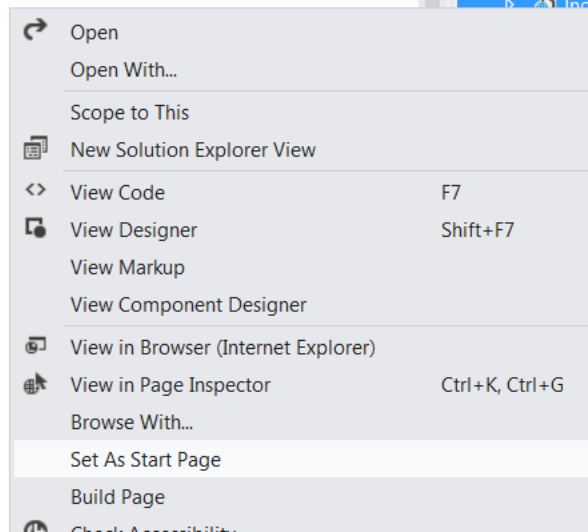 Open
Open With...
Scope to This
New Solution Explorer View
View Code F7
View Designer Shift+F7
View Markup
View Component Designer
View in Browser (Internet Explorer)
View in Page Inspector Ctrl+K, Ctrl+G
Browse With...
Set As Start Page
Build Page
Check Accessibility